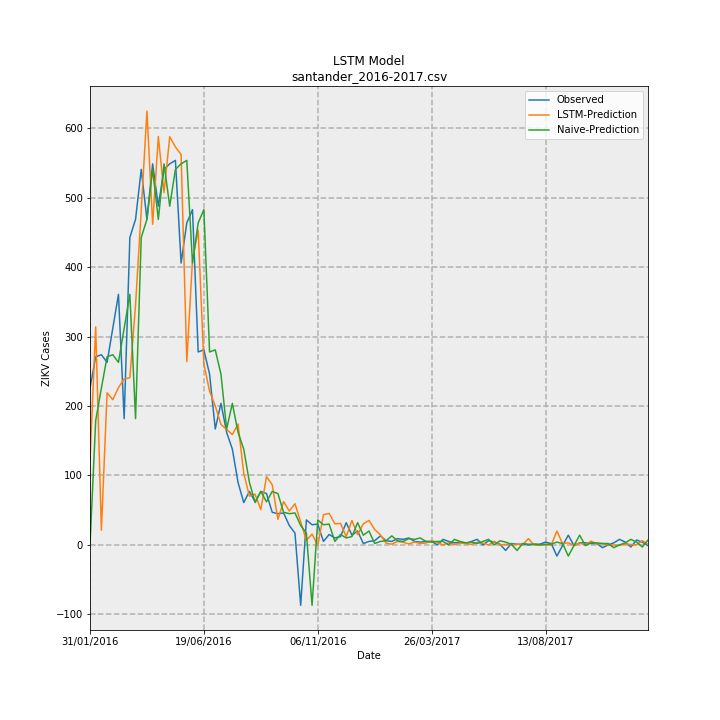 LSTM Model
santander_2016-2017.csv
Observed
LSTM-Prediction
Naive-Prediction
ZIKV Cases
600
500
400
300
200
100
0
−100
31/01/2016
19/06/2016
06/11/2016
26/03/2017
13/08/2017
Date